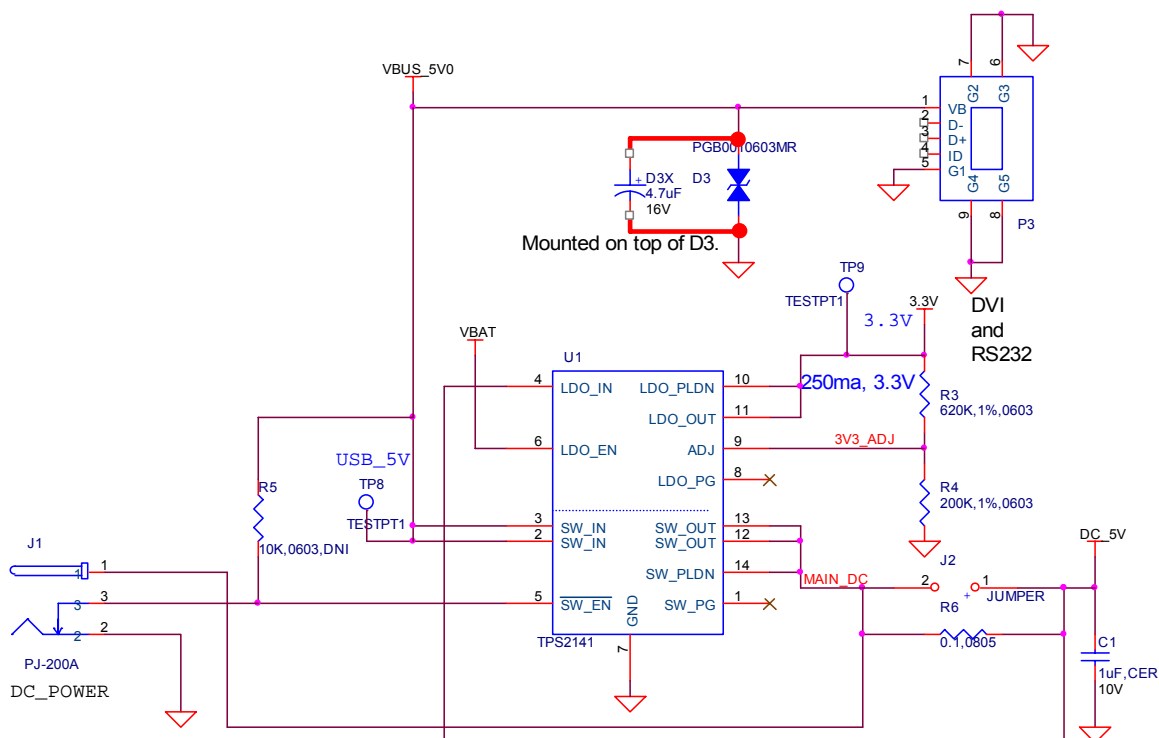 VBUS_5V0
7
6
G2
G3
1
VB
2
D-
3
D+
4
ID
5
G1
G4
G5
9
8
P3
PGB0010603MR
D3X
D3
4.7uF
16V
+
Mounted on top of D3.
TP9
TESTPT1
3.3V
3.3V
DVI
and
RS232
VBAT
U1
4
LDO_IN
LDO_PLDN
10
250ma, 3.3V
R3
620K,1%,0603
LDO_OUT
11
6
LDO_EN
ADJ
9
3V3_ADJ
USB_5V
LDO_PG
8
R5
TP8
R4
200K,1%,0603
TESTPT1
3
SW_IN
SW_OUT
13
2
SW_IN
SW_OUT
12
10K,0603,DNI
DC_5V
J1
J2
1
1
SW_PLDN
14
MAIN_DC
2
1
+
JUMPER
3
3
5
SW_EN
SW_PG
1
R6
GND
2
2
TPS2141
0.1,0805
C1
7
PJ-200A
1uF,CER
10V
DC_POWER